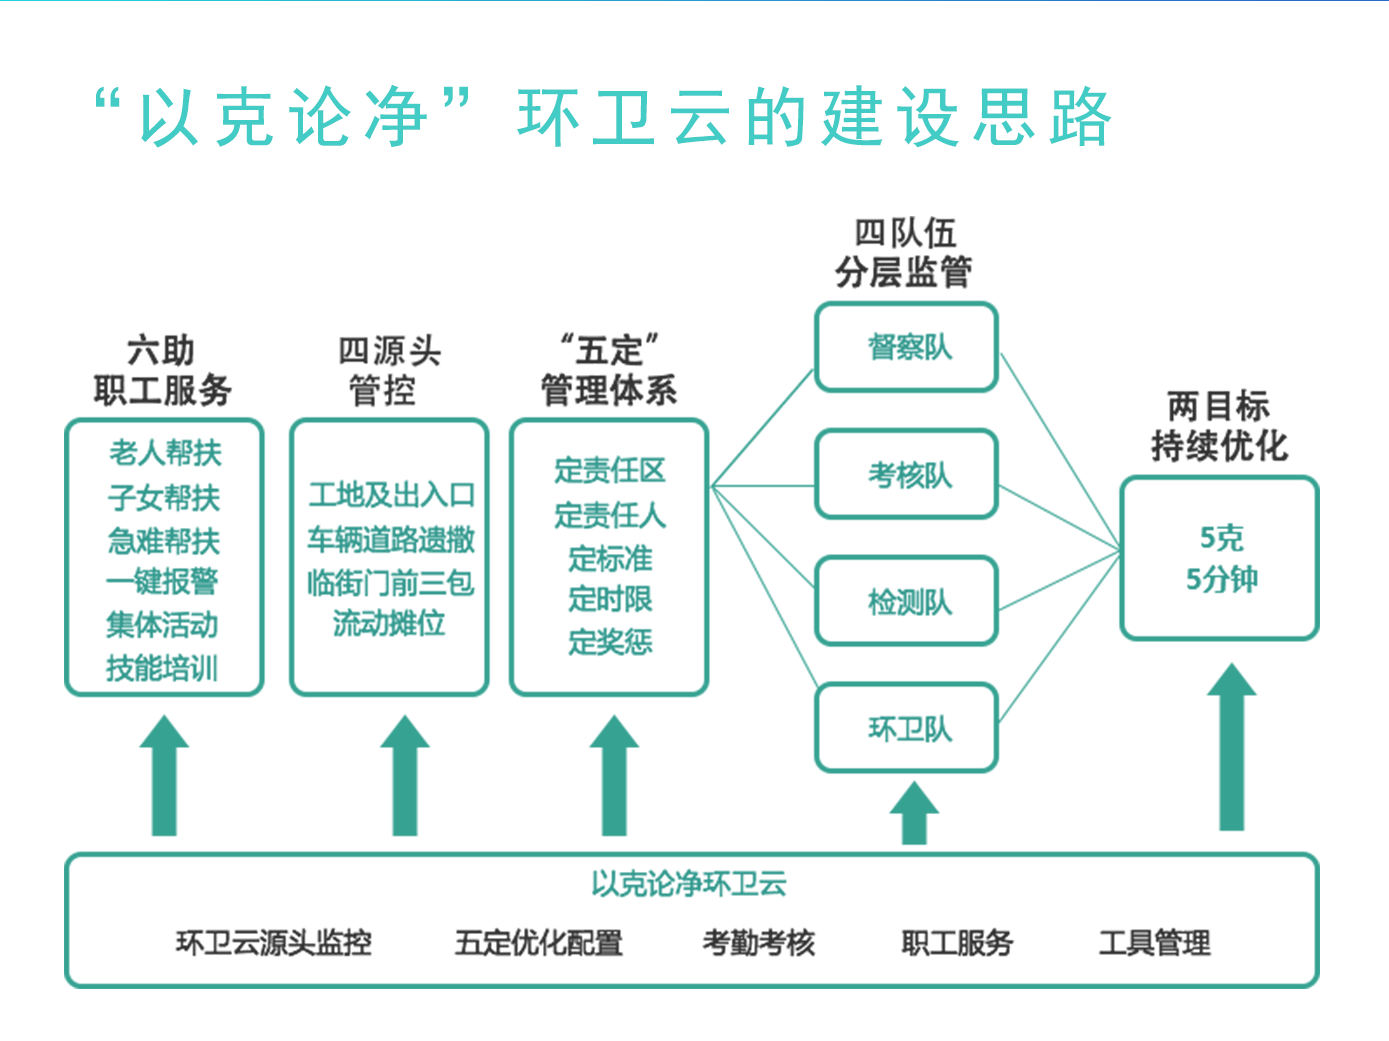 “以克论净”环卫云的建设思路
六助
职工服务
老人帮扶
子女帮扶
急难帮扶
一键报警
集体活动
技能培训
四源头
管控
工地及出入口
车辆道路遗撒
临街门前三包
流动摊位
“五定”
管理体系
定责任区
定责任人
定标准
定时限
定奖惩
四队伍
分层监管
督察队
考核队
检测队
环卫队
两目标
持续优化
5克
5分钟
以克论净环卫云
环卫云源头监控 五定优化配置 考勤考核 职工服务 工具管理